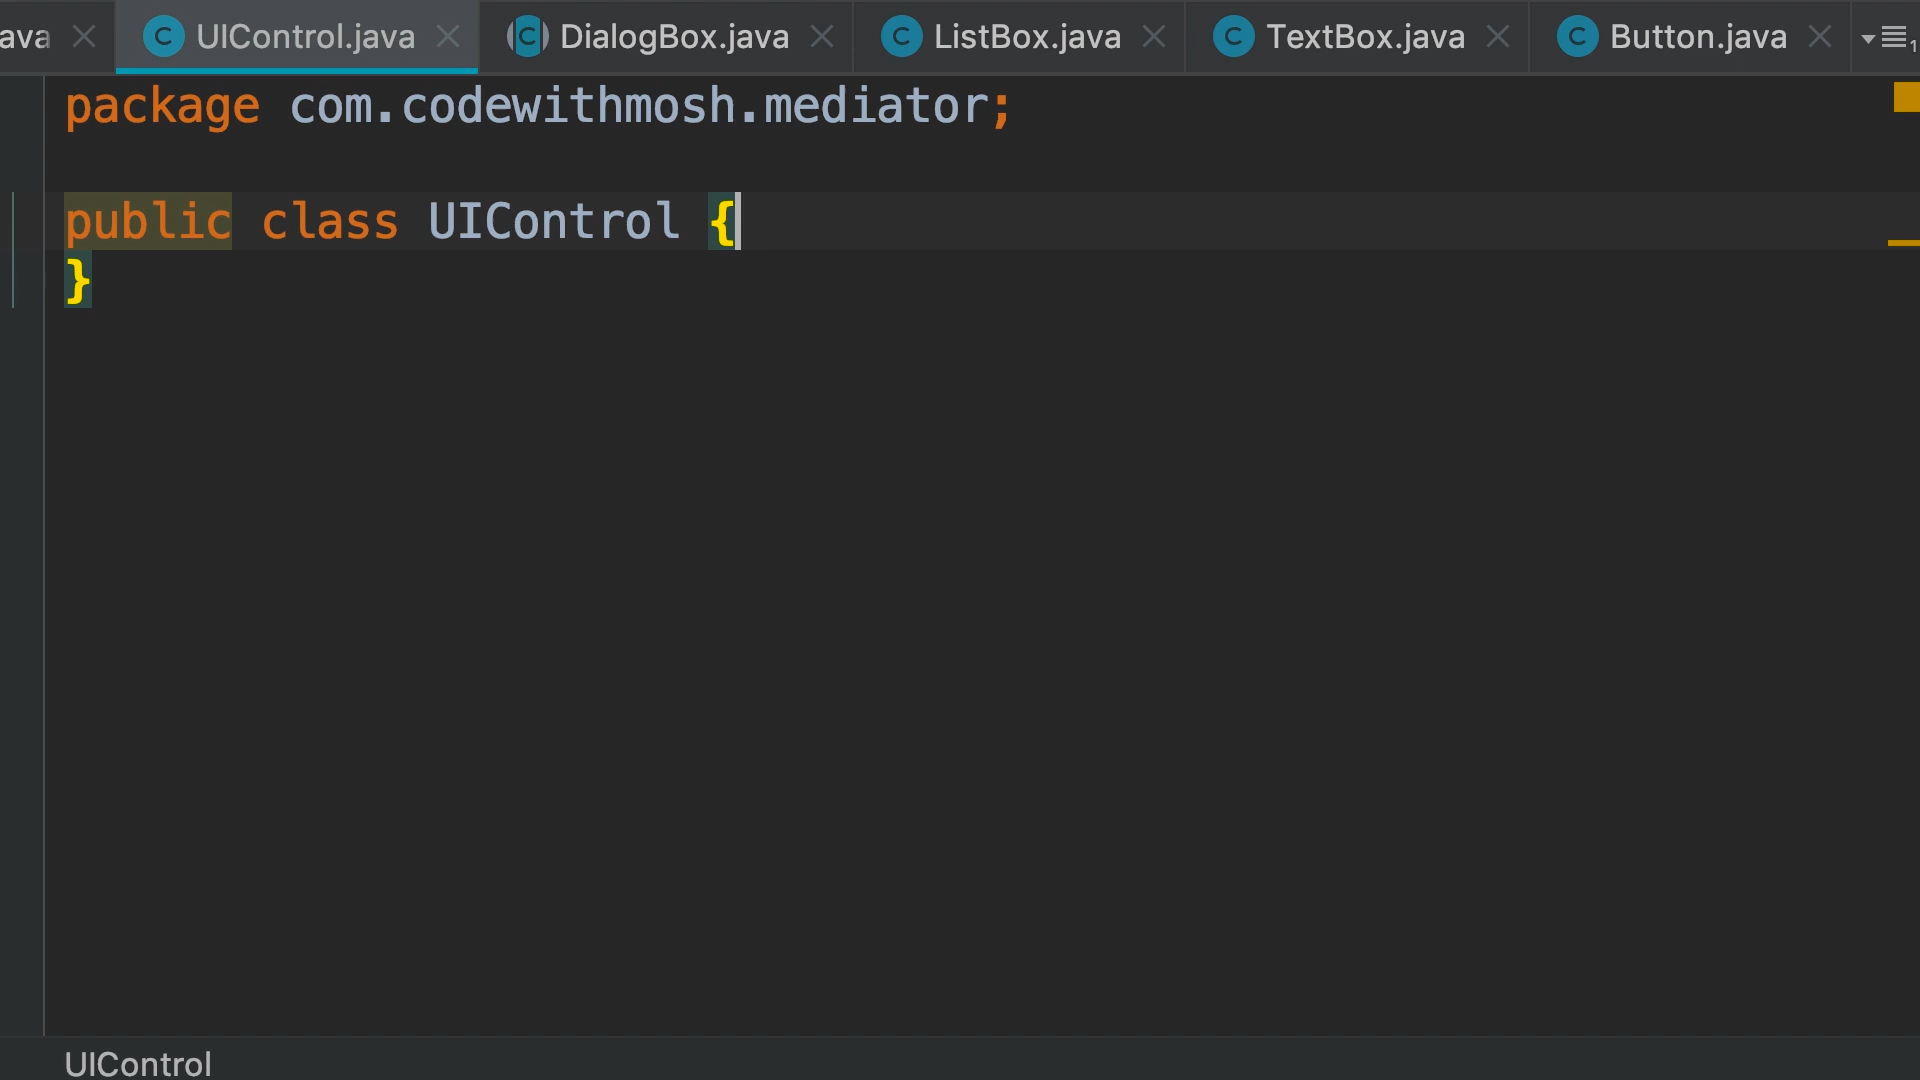 ava UIControl.java DialogBox.java ListBox.java TextBox.java Button.java 1
package com.codewithmosh.mediator;
public class UIControl {
}
UIControl